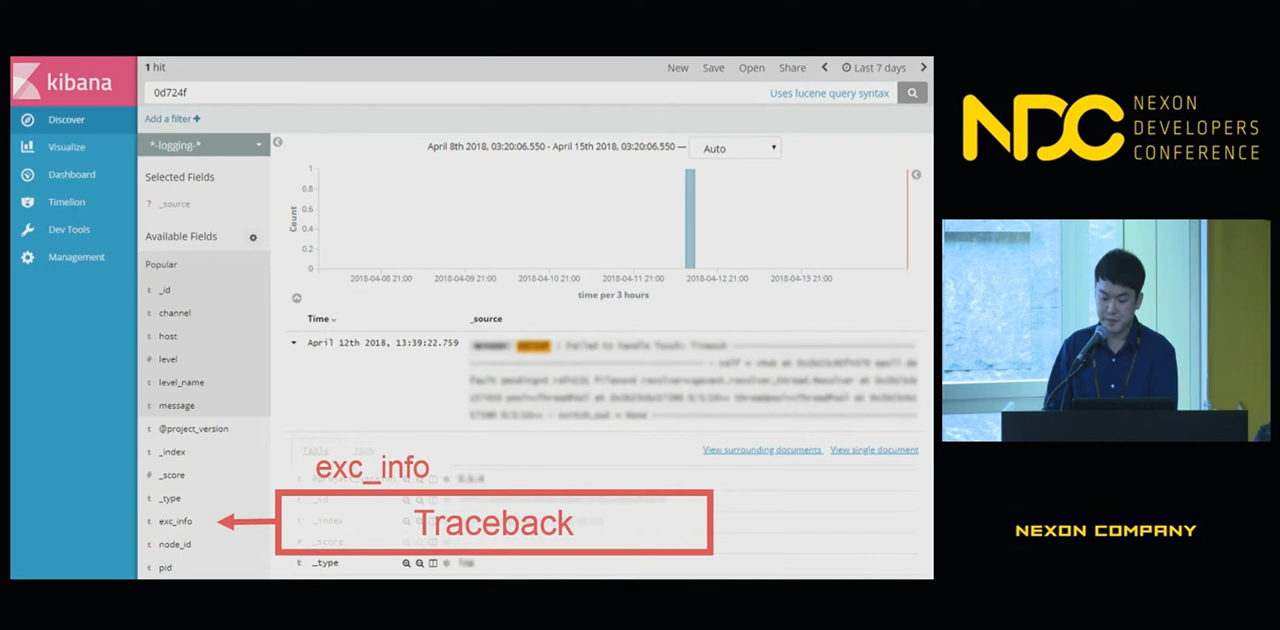 kibana
Discover
Visualize
Dashboard
Timelion
Dev Tools
Management
1 hit
New Save Open Share Last 7 days
0d724f
Uses lucene query syntax
Add a filter +
*-logging-*
Selected Fields
? _source
Available Fields
Popular
t _id
t channel
t host
# level
t level_name
t message
t @project_version
t _index
# _score
t _type
t exc_info
t node_id
t pid
April 8th 2018, 03:20:06.550 - April 15th 2018, 03:20:06.550 — Auto
Count
1
0.8
0.6
0.4
0.2
0
2018-04-08 21:00 2018-04-09 21:00 2018-04-10 21:00 2018-04-11 21:00 2018-04-12 21:00 2018-04-13 21:00
time per 3 hours
Time _source
April 12th 2018, 13:39:22.759
Failed to handle Touch: Timeout
Table JSON
View surrounding documents View single document
exc_info
t _id
Traceback
t _index
# _score
t _type
NDC NEXON
DEVELOPERS
CONFERENCE
NEXON COMPANY